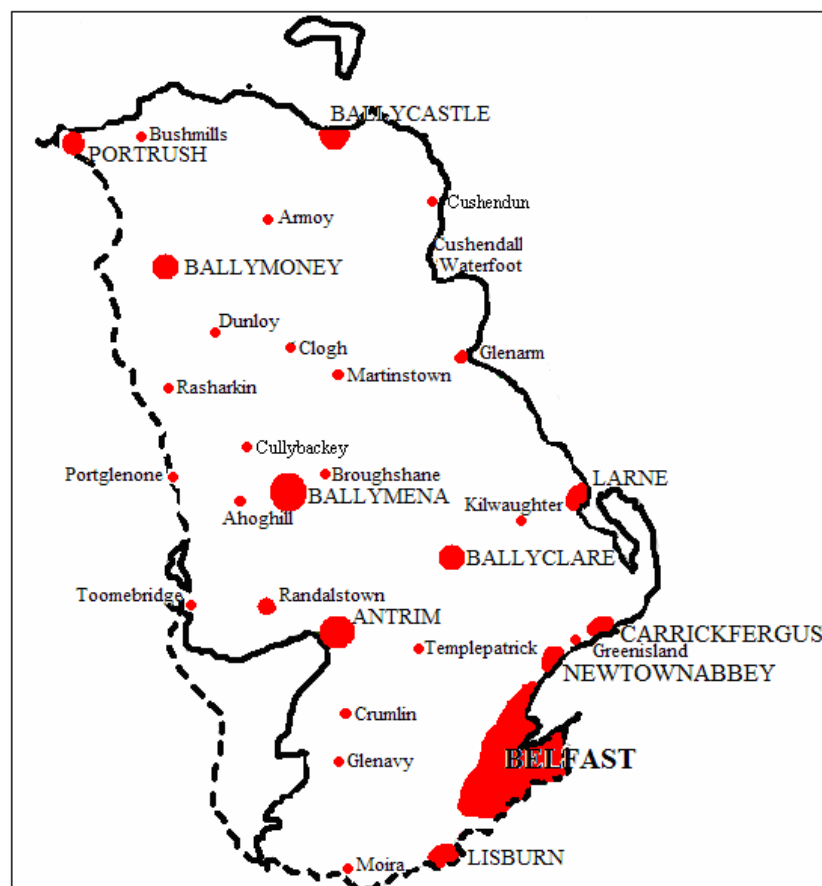 BALLYCASTLE
Bushmills
PORTRUSH
Cushendun
Armoy
Cushendall
Waterfoot
BALLYMONEY
Dunloy
Clogh
Glenarm
Martinstown
Rasharkin
Cullybackey
Portglenone
Broughshane
LARNE
BALLYMENA
Kilwaughter
Ahoghill
BALLYCLARE
Toomebridge
Randalstown
ANTRIM
CARRICKFERGUS
Templepatrick
Greenisland
NEWTOWNABBEY
Crumlin
BELFAST
Glenavy
Moira
LISBURN